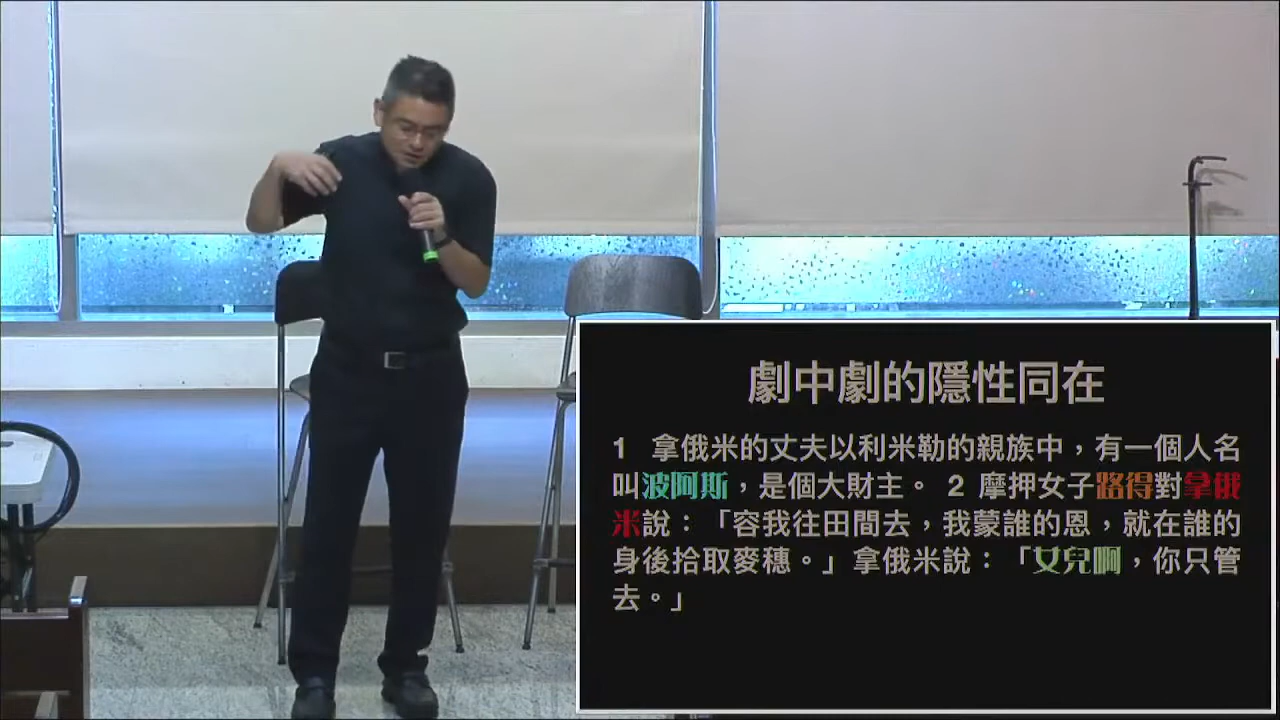 劇中劇的隱性同在
1 拿俄米的丈夫以利米勒的親族中，有一個人名
叫波阿斯，是個大財主。 2 摩押女子路得對拿俄
米說：「容我往田間去，我蒙誰的恩，就在誰的
身後拾取麥穗。」拿俄米說：「女兒啊，你只管
去。」